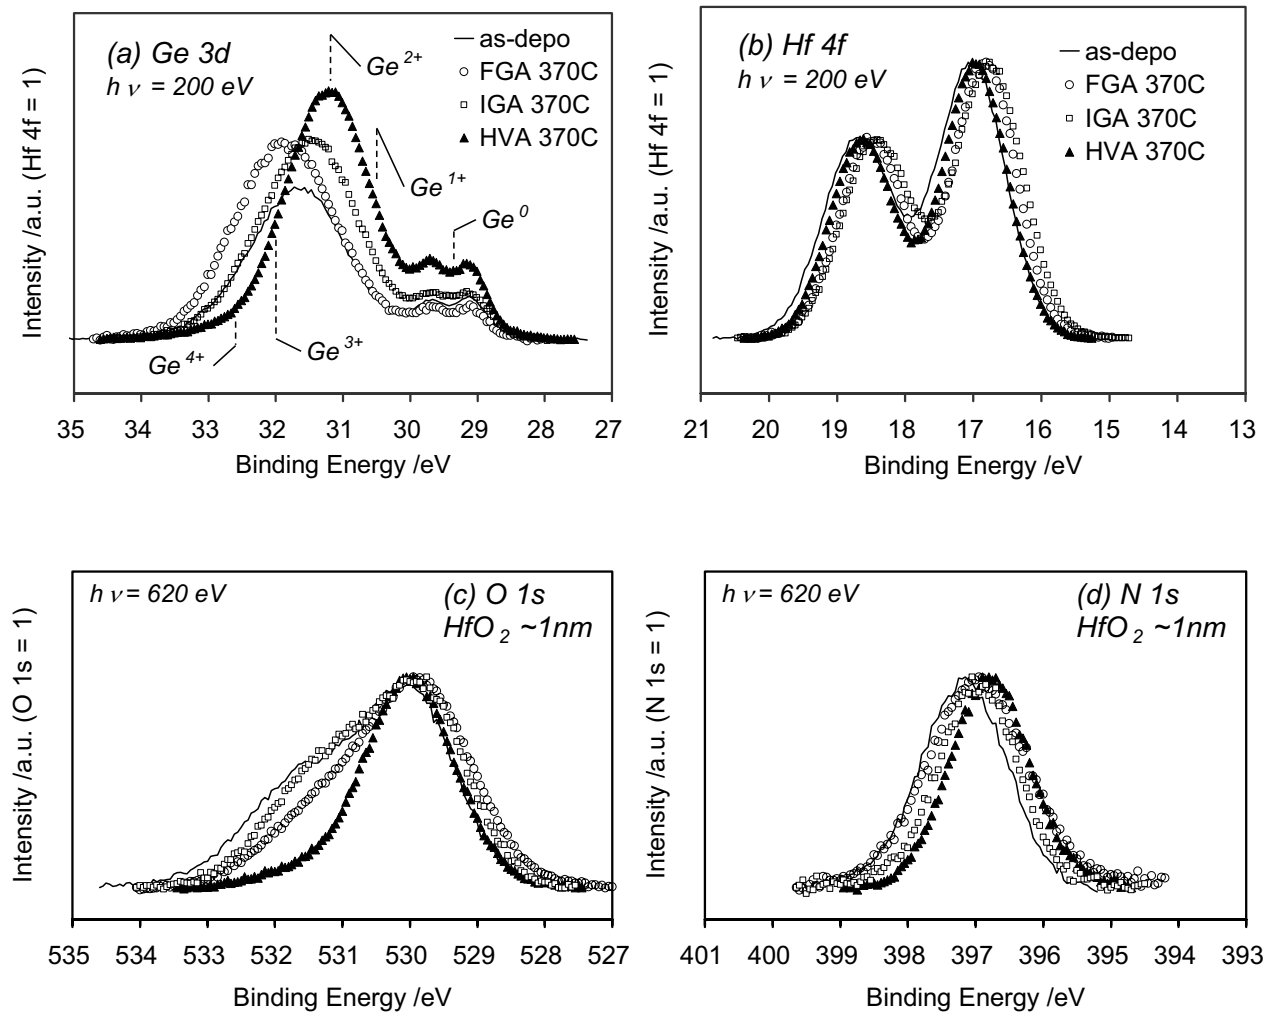 (a) Ge 3d
h ν = 200 eV
as-depo
FGA 370C
IGA 370C
HVA 370C
Ge 2+
Ge 1+
Ge 0
Ge 4+
Ge 3+
Intensity /a.u. (Hf 4f = 1)
35 34 33 32 31 30 29 28 27
Binding Energy /eV
(b) Hf 4f
h ν = 200 eV
as-depo
FGA 370C
IGA 370C
HVA 370C
Intensity /a.u. (Hf 4f = 1)
21 20 19 18 17 16 15 14 13
Binding Energy /eV
h ν = 620 eV
(c) O 1s
HfO2 ~1nm
Intensity /a.u. (O 1s = 1)
535 534 533 532 531 530 529 528 527
Binding Energy /eV
h ν = 620 eV
(d) N 1s
HfO2 ~1nm
Intensity /a.u. (N 1s = 1)
401 400 399 398 397 396 395 394 393
Binding Energy /eV